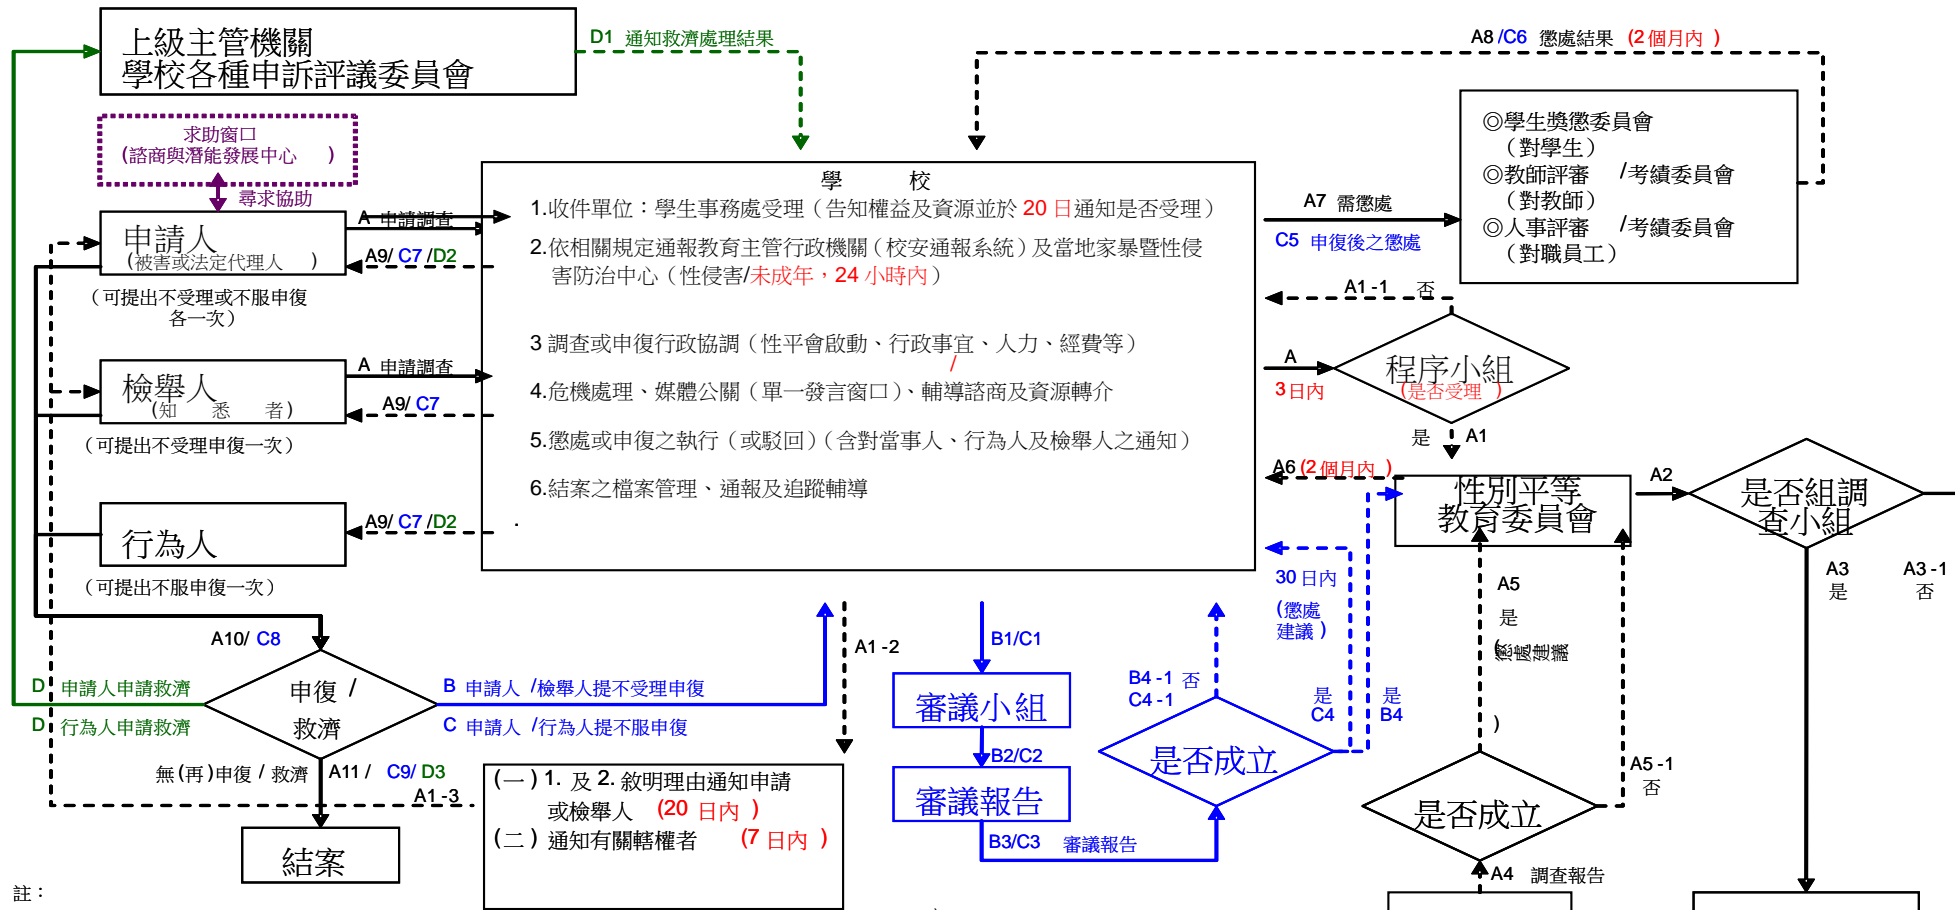 上級主管機關
學校各種申訴評議委員會
D1 通知救濟處理結果
A8/C6 懲處結果 (2個月內)
求助窗口
(諮商與潛能發展中心)
尋求協助
◎學生獎懲委員會
（對學生）
◎教師評審 /考績委員會
（對教師）
◎人事評審 /考績委員會
（對職員工）
學 校
1.收件單位：學生事務處受理（告知權益及資源並於 20 日通知是否受理）
2.依相關規定通報教育主管行政機關（校安通報系統）及當地家暴暨性侵
害防治中心（性侵害/未成年，24 小時內）
3 調查或申復行政協調（性平會啟動、行政事宜、人力、經費等）
/
4.危機處理、媒體公關（單一發言窗口）、輔導諮商及資源轉介
5.懲處或申復之執行（或駁回）（含對當事人、行為人及檢舉人之通知）
6.結案之檔案管理、通報及追蹤輔導
.
A 申請調查
申請人
(被害或法定代理人)
A9/ C7 /D2
（可提出不受理或不服申復
各一次）
A 申請調查
檢舉人
(知 悉 者)
A9/ C7
（可提出不受理申復一次）
A9/ C7 /D2
行為人
（可提出不服申復一次）
A7 需懲處
C5 申復後之懲處
A1-1 否
A
3日內
程序小組
(是否受理)
是 A1
A6 (2個月內)
性別平等
教育委員會
A2
是否組調
查小組
A3
是
A3-1
否
30日內
(懲處
建議)
A5
是
(懲處建議
)
A10/ C8
A1-2
B1/C1
D 申請人申請救濟
D 行為人申請救濟
申復 /
救濟
B 申請人 /檢舉人提不受理申復
C 申請人 /行為人提不服申復
審議小組
B4-1 否
C4-1
是
C4
是
B4
B2/C2
審議報告
是否成立
B3/C3 審議報告
A5-1
否
是否成立
A4 調查報告
無(再)申復 / 救濟 A11/ C9/ D3
A1-3
(一) 1. 及 2. 敘明理由通知申請
或檢舉人 (20 日內)
(二) 通知有關轄權者 (7 日內)
結案
註：